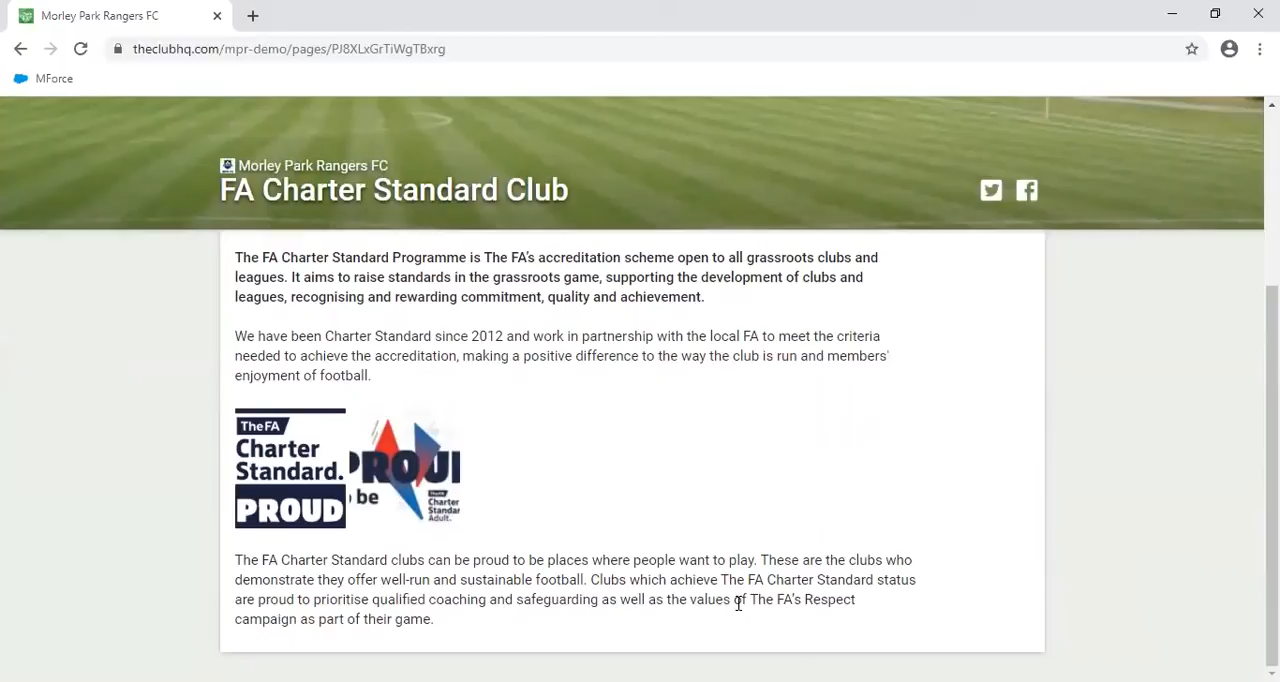 Morley Park Rangers FC
theclubhq.com/mpr-demo/pages/PJ8XLxGrTiWgTBxrg
MForce
Morley Park Rangers FC
FA Charter Standard Club
The FA Charter Standard Programme is The FA's accreditation scheme open to all grassroots clubs and
leagues. It aims to raise standards in the grassroots game, supporting the development of clubs and
leagues, recognising and rewarding commitment, quality and achievement.
We have been Charter Standard since 2012 and work in partnership with the local FA to meet the criteria
needed to achieve the accreditation, making a positive difference to the way the club is run and members'
enjoyment of football.
The FA
Charter
Standard.
PROUD
PROU
be
Charter
Standar
Adult.
The FA Charter Standard clubs can be proud to be places where people want to play. These are the clubs who
demonstrate they offer well-run and sustainable football. Clubs which achieve The FA Charter Standard status
are proud to prioritise qualified coaching and safeguarding as well as the values of The FA's Respect
campaign as part of their game.